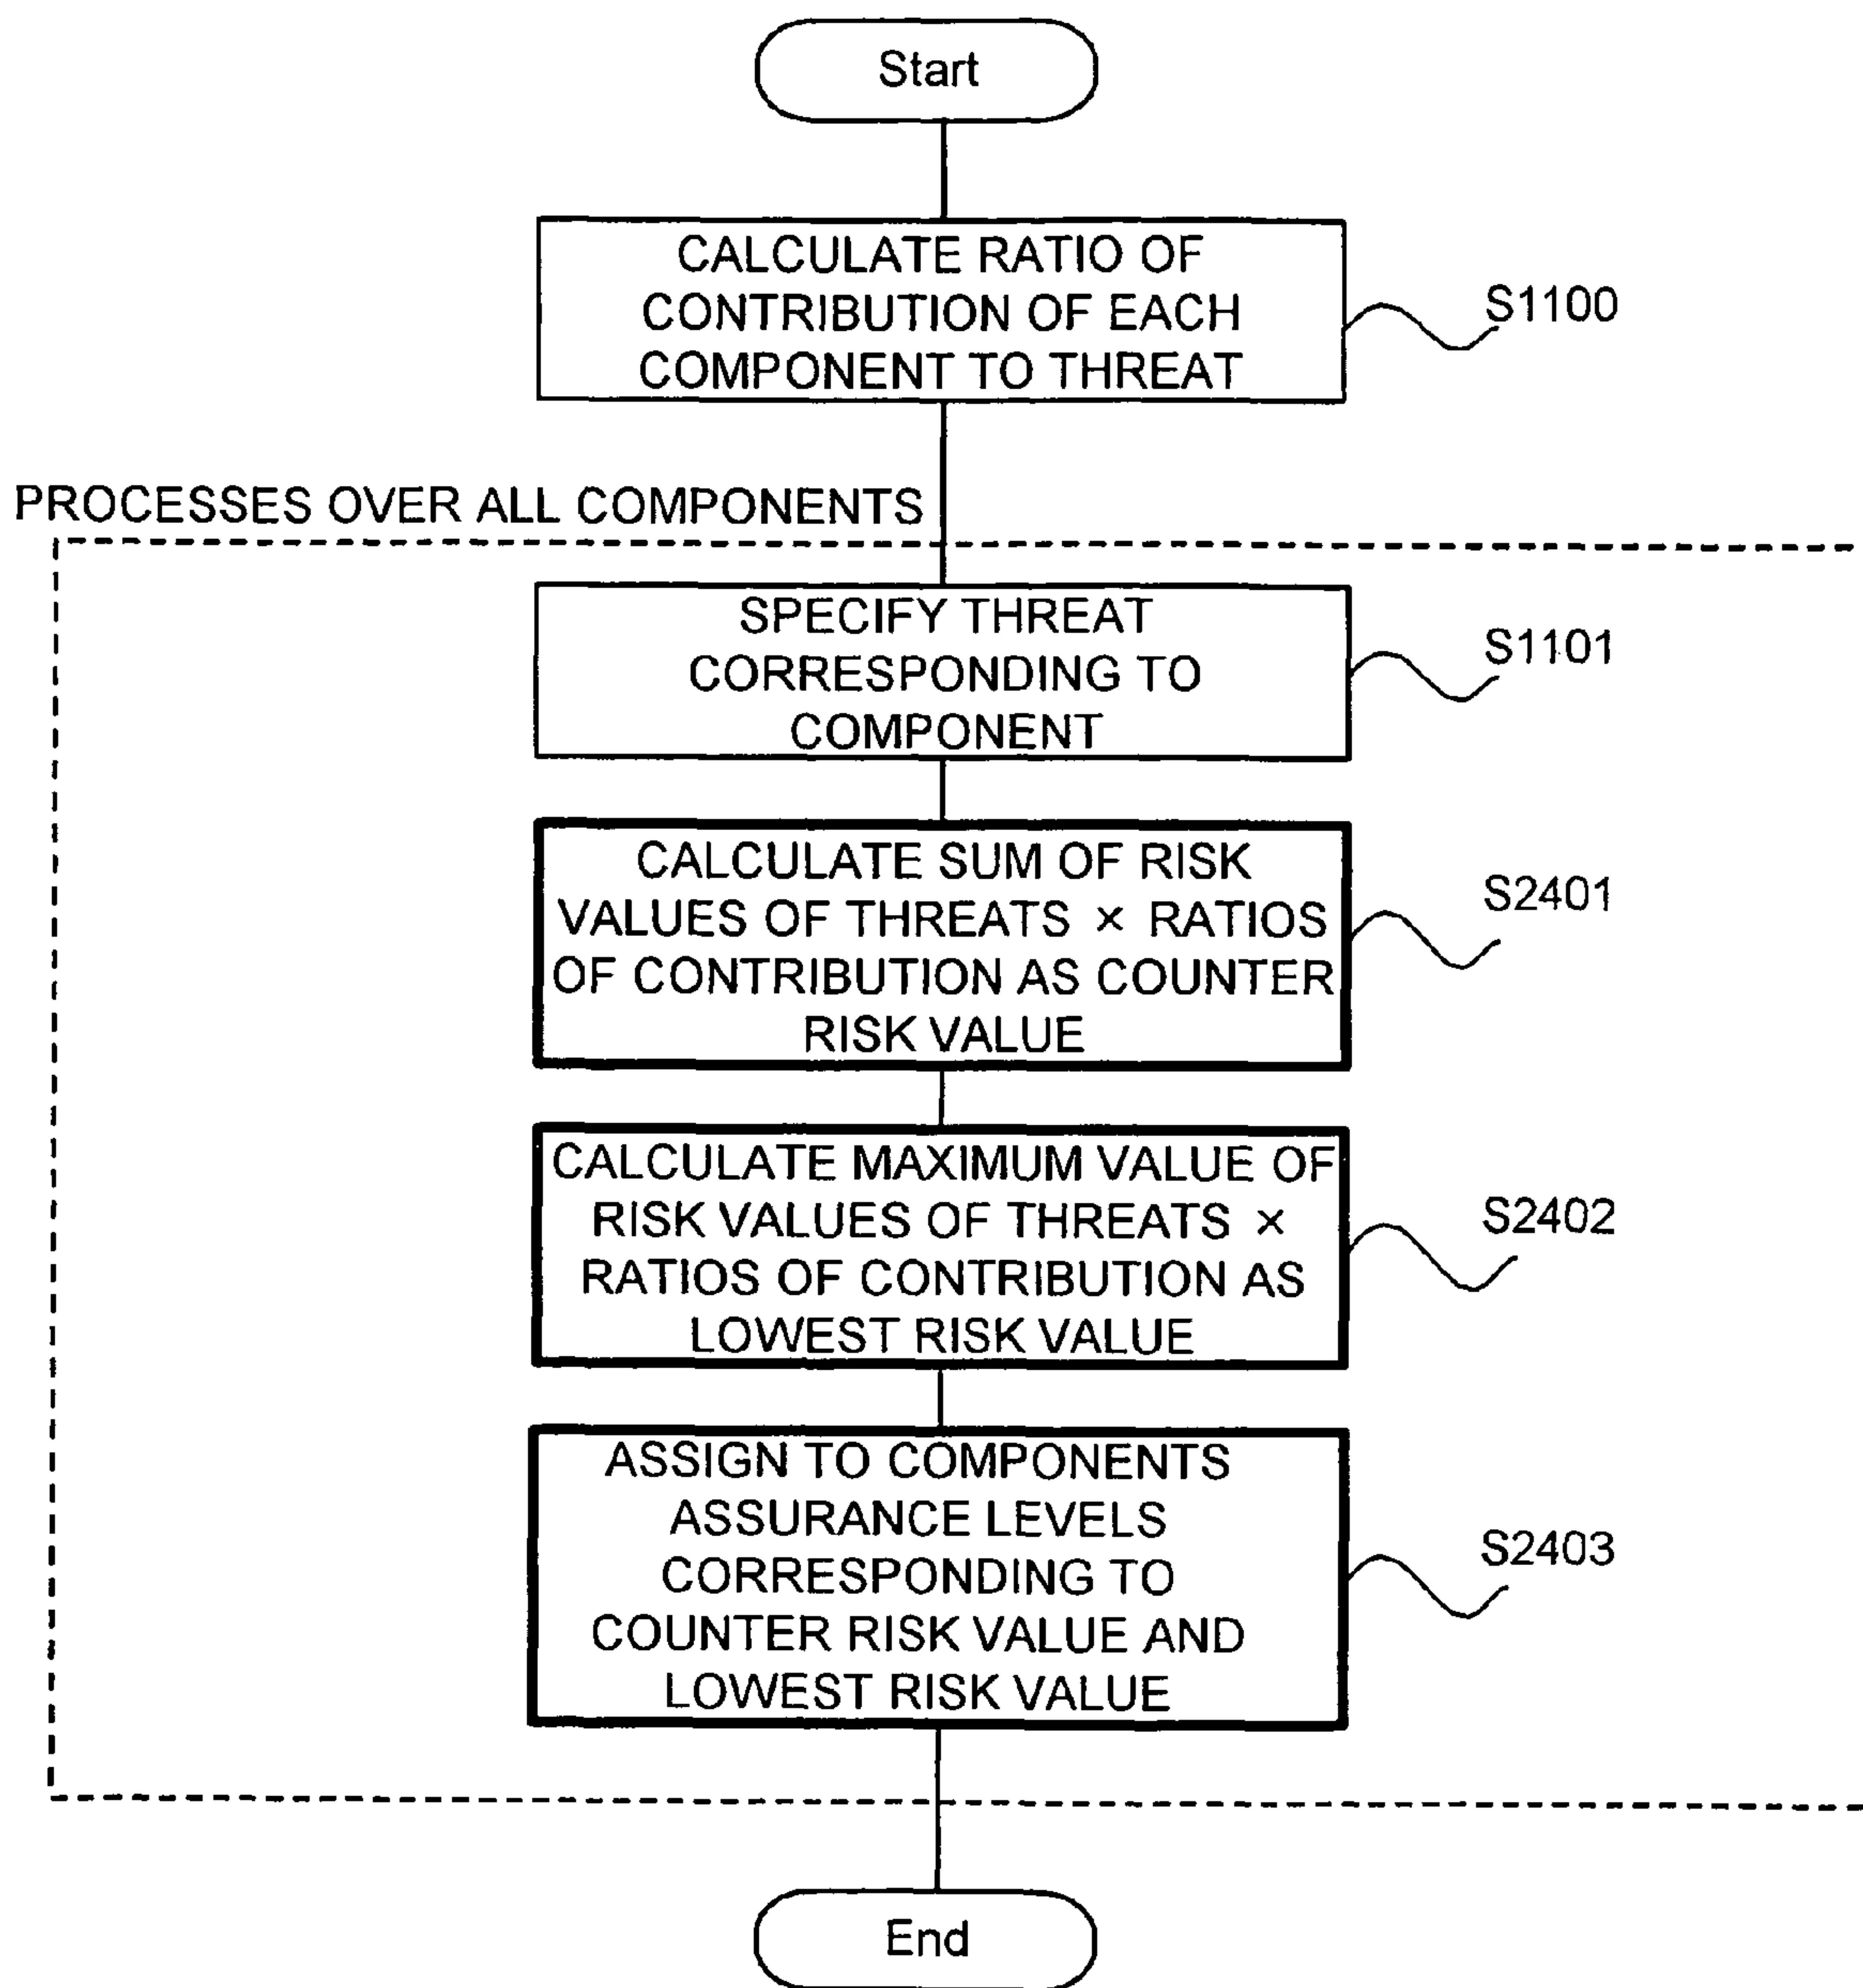 Start
CALCULATE RATIO OF
CONTRIBUTION OF EACH
COMPONENT TO THREAT
S1100
PROCESSES OVER ALL COMPONENTS
SPECIFY THREAT
CORRESPONDING TO
COMPONENT
S1101
CALCULATE SUM OF RISK
VALUES OF THREATS × RATIOS
OF CONTRIBUTION AS COUNTER
RISK VALUE
S2401
CALCULATE MAXIMUM VALUE OF
RISK VALUES OF THREATS ×
RATIOS OF CONTRIBUTION AS
LOWEST RISK VALUE
S2402
ASSIGN TO COMPONENTS
ASSURANCE LEVELS
CORRESPONDING TO
COUNTER RISK VALUE AND
LOWEST RISK VALUE
S2403
End